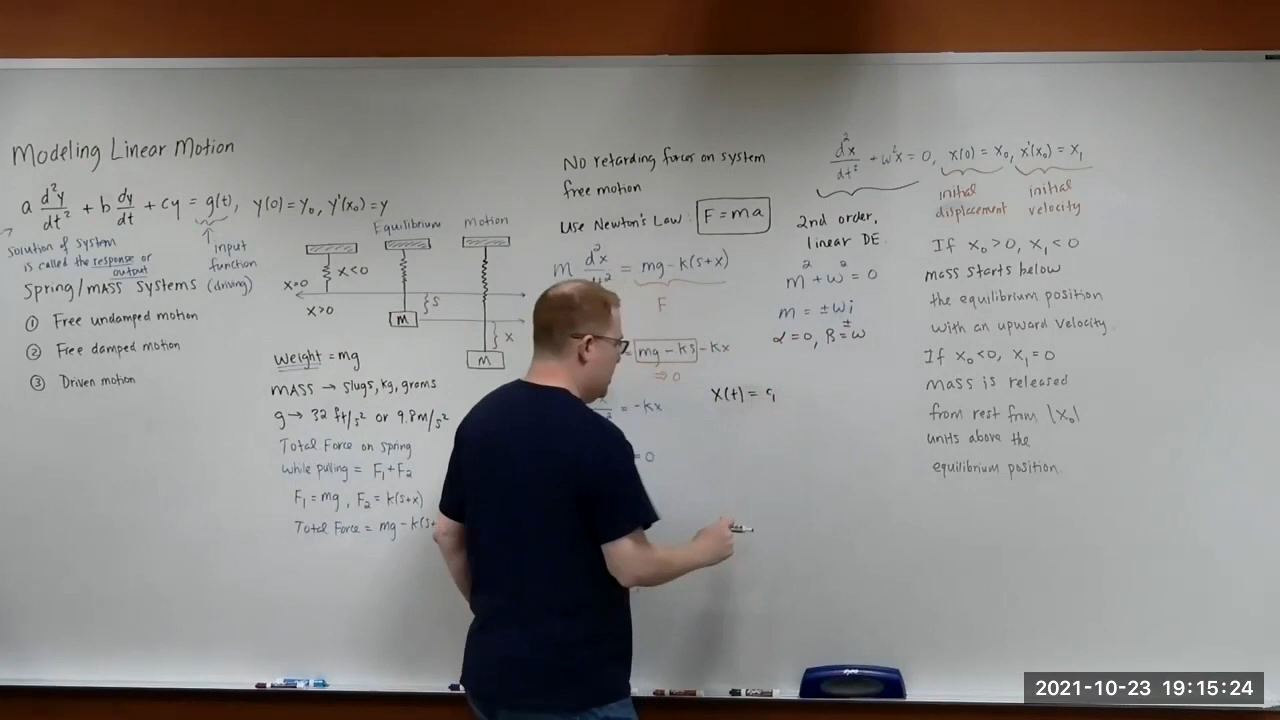 Modeling Linear Motion
a d²y/dt² + b dy/dt + cy = g(t), y(0) = y₀, y'(x₀) = y
solution of system
is called the response or
output
input
function
(driving)
Spring/MASS Systems
① Free undamped motion
② Free damped motion
③ Driven motion
Equilibrium
Motion
x=0
x<0
x>0
S
M
x
M
Weight = mg
MASS → slugs, kg, grams
g → 32 ft/s² or 9.8 m/s²
Total Force on spring
while pulling = F₁+F₂
F₁ = mg, F₂ = k(s+x)
Total Force = mg - k(s+
No retarding forces on system
free motion
Use Newton's Law: F = ma
m d²x = mg - k(s+x)
F
= mg - ks - kx
⇒ 0
= -kx
= 0
d²x/dt² + ω²x = 0, x(0) = x₀, x'(x₀) = x₁
initial
displacement
initial
velocity
2nd order,
linear DE
m² + ω² = 0
m = ±ωi
α = 0, β = ±ω
x(t) = c₁
If x₀ > 0, x₁ < 0
mass starts below
the equilibrium position
with an upward velocity.
If x₀ < 0, x₁ = 0
mass is released
from rest from |x₀|
units above the
equilibrium position.
2021-10-23 19:15:24